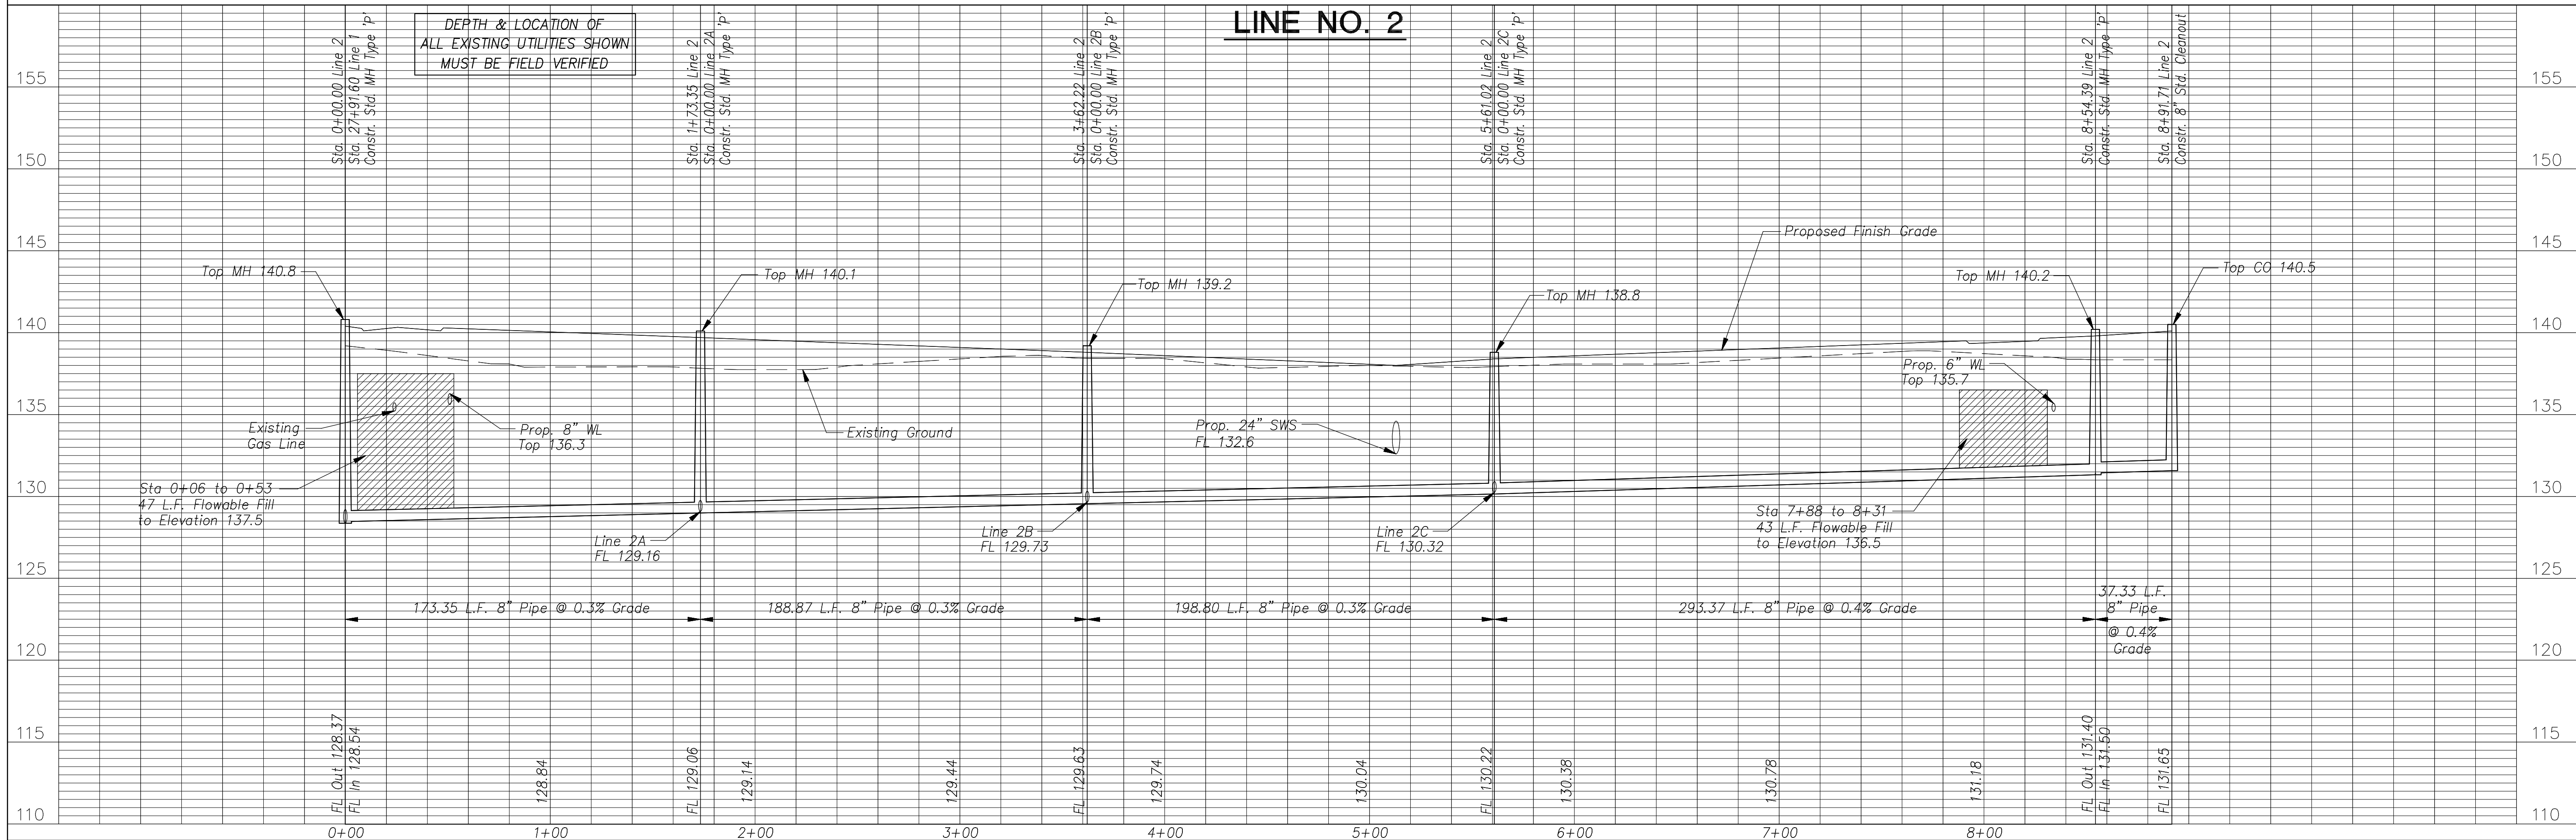 LINE NO. 2
DEPTH & LOCATION OF
ALL EXISTING UTILITIES SHOWN
MUST BE FIELD VERIFIED
Sta. 0+00.00 Line 2
Sta. 27+91.60 Line 1
Constr. Std. MH Type 'P'
Sta. 1+73.35 Line 2
Sta. 0+00.00 Line 2A
Constr. Std. MH Type 'P'
Sta. 3+62.22 Line 2
Sta. 0+00.00 Line 2B
Constr. Std. MH Type 'P'
Sta. 5+61.02 Line 2
Sta. 0+00.00 Line 2C
Constr. Std. MH Type 'P'
Sta. 8+54.39 Line 2
Constr. Std. MH Type 'P'
Sta. 8+91.71 Line 2
Constr. 8" Std. Cleanout
155
150
145
140
135
130
125
120
115
110
155
150
145
140
135
130
125
120
115
110
Top MH 140.8
Top MH 140.1
Top MH 139.2
Top MH 138.8
Proposed Finish Grade
Top MH 140.2
Top CO 140.5
Existing
Gas Line
Prop. 8" WL
Top 136.3
Existing Ground
Prop. 24" SWS
FL 132.6
Prop. 6" WL
Top 135.7
Sta 0+06 to 0+53
47 L.F. Flowable Fill
to Elevation 137.5
Line 2A
FL 129.16
Line 2B
FL 129.73
Line 2C
FL 130.32
Sta 7+88 to 8+31
43 L.F. Flowable Fill
to Elevation 136.5
173.35 L.F. 8" Pipe @ 0.3% Grade
188.87 L.F. 8" Pipe @ 0.3% Grade
198.80 L.F. 8" Pipe @ 0.3% Grade
293.37 L.F. 8" Pipe @ 0.4% Grade
37.33 L.F.
8" Pipe
@ 0.4%
Grade
FL Out 128.37
FL In 128.54
128.84
FL 129.06
129.14
129.44
FL 129.63
129.74
130.04
FL 130.22
130.38
130.78
131.18
FL Out 131.40
FL In 131.50
FL 131.65
0+00
1+00
2+00
3+00
4+00
5+00
6+00
7+00
8+00